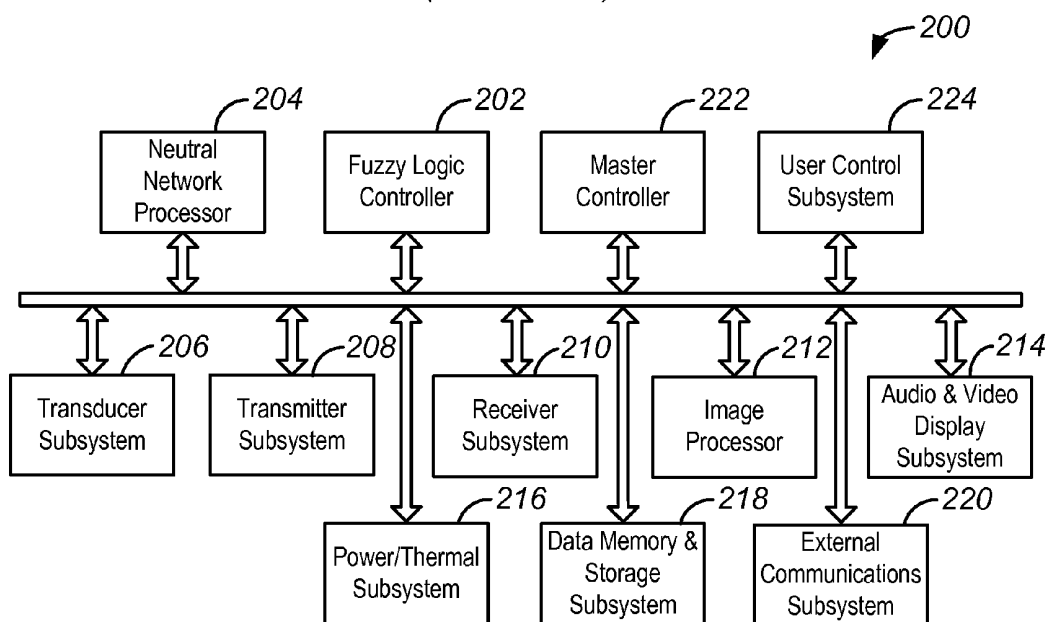 200
204
202
222
224
Neutral
Network
Processor
Fuzzy Logic
Controller
Master
Controller
User Control
Subsystem
206
208
210
212
214
Transducer
Subsystem
Transmitter
Subsystem
Receiver
Subsystem
Image
Processor
Audio & Video
Display
Subsystem
216
218
220
Power/Thermal
Subsystem
Data Memory &
Storage
Subsystem
External
Communications
Subsystem